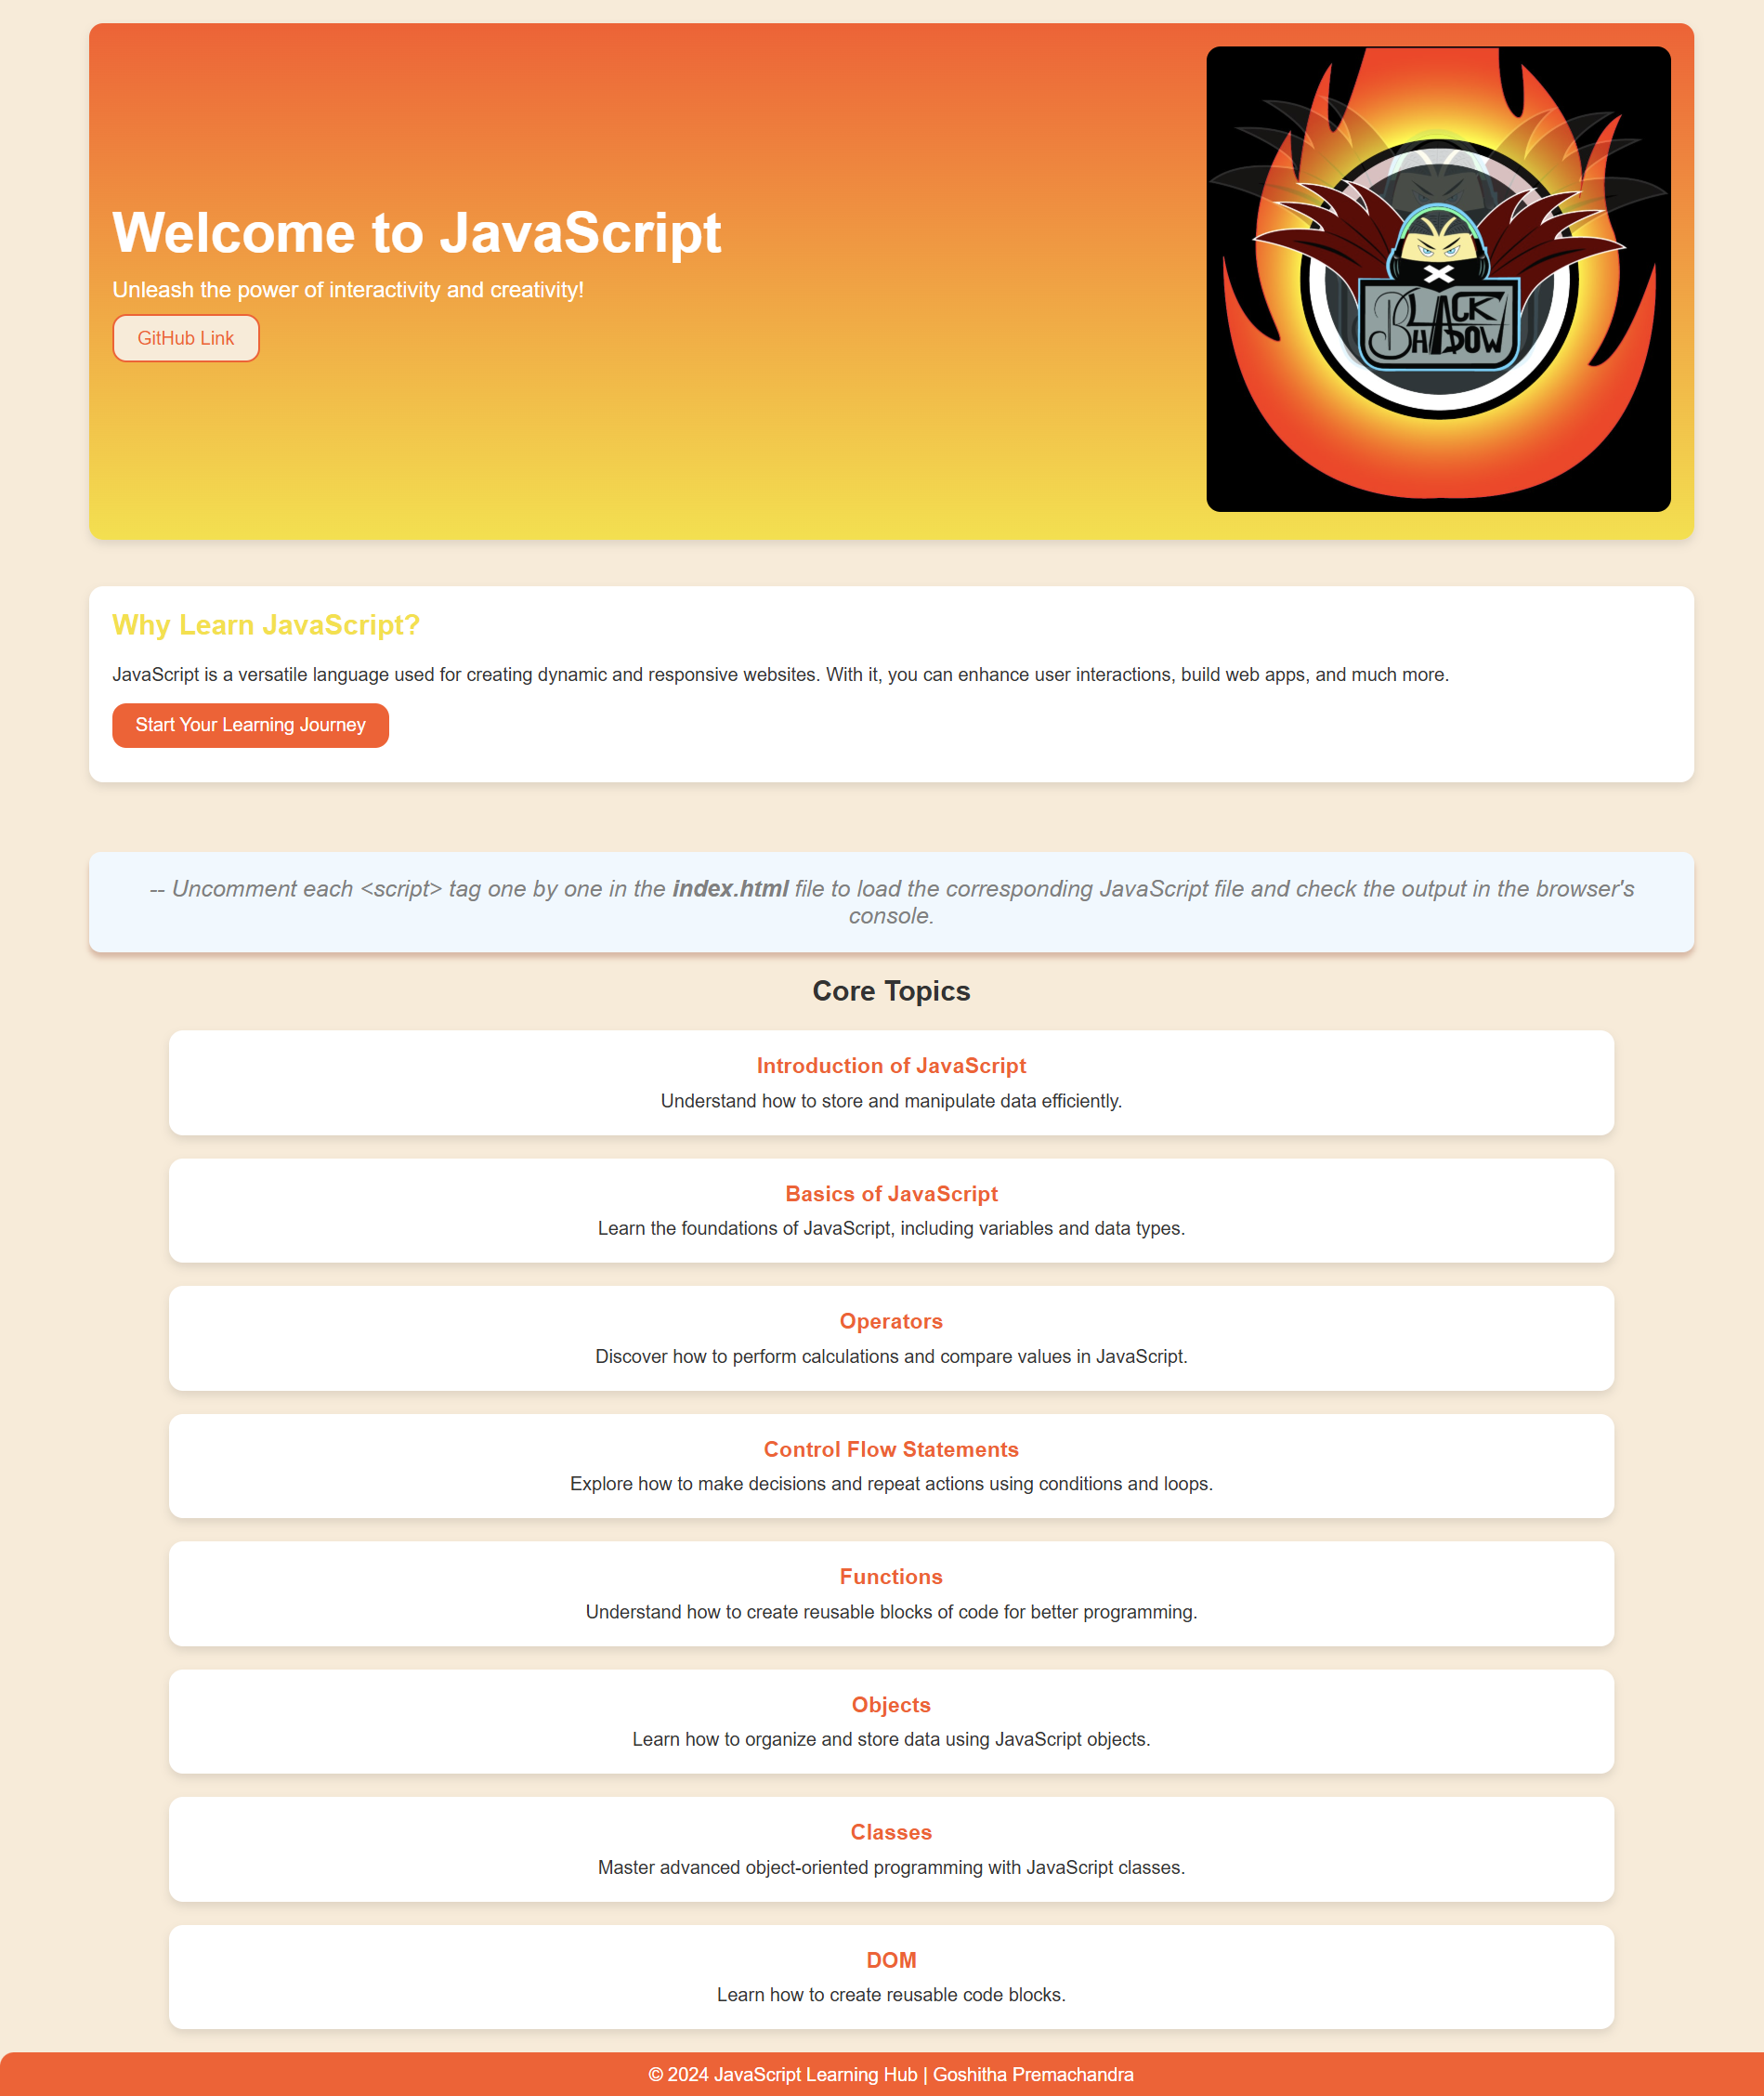 Welcome to JavaScript
Unleash the power of interactivity and creativity!
GitHub Link
BLACK
SHADOW
Why Learn JavaScript?
JavaScript is a versatile language used for creating dynamic and responsive websites. With it, you can enhance user interactions, build web apps, and much more.
Start Your Learning Journey
-- Uncomment each <script> tag one by one in the index.html file to load the corresponding JavaScript file and check the output in the browser's
console.
Core Topics
Introduction of JavaScript
Understand how to store and manipulate data efficiently.
Basics of JavaScript
Learn the foundations of JavaScript, including variables and data types.
Operators
Discover how to perform calculations and compare values in JavaScript.
Control Flow Statements
Explore how to make decisions and repeat actions using conditions and loops.
Functions
Understand how to create reusable blocks of code for better programming.
Objects
Learn how to organize and store data using JavaScript objects.
Classes
Master advanced object-oriented programming with JavaScript classes.
DOM
Learn how to create reusable code blocks.
© 2024 JavaScript Learning Hub | Goshitha Premachandra